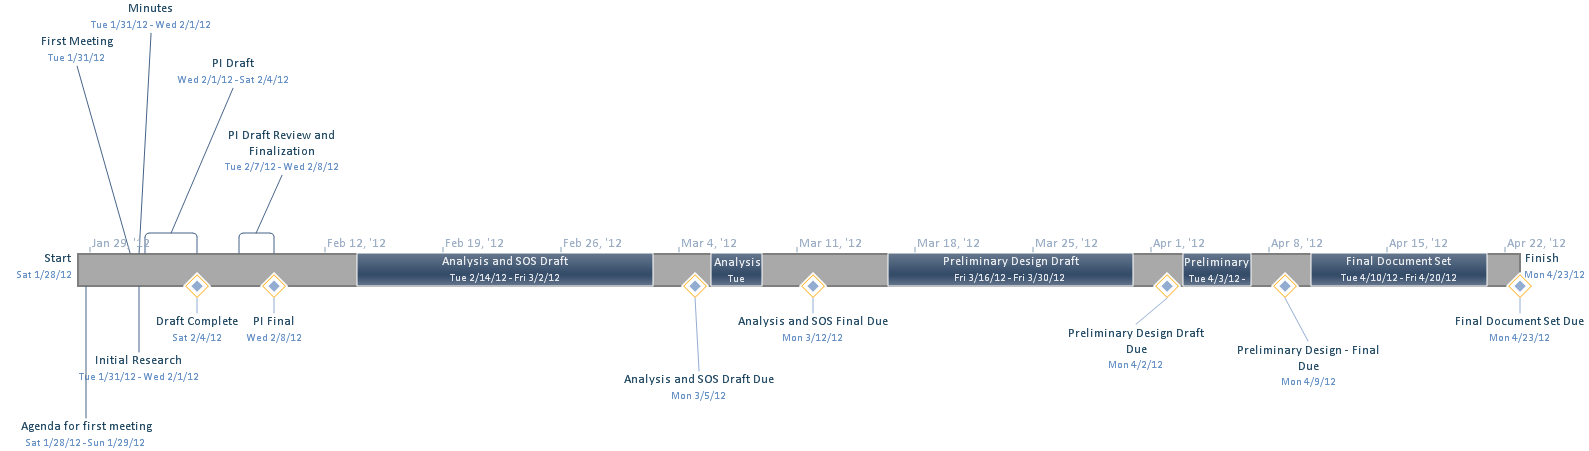 Minutes
Tue 1/31/12 - Wed 2/1/12
First Meeting
Tue 1/31/12
PI Draft
Wed 2/1/12 - Sat 2/4/12
PI Draft Review and
Finalization
Tue 2/7/12 - Wed 2/8/12
Jan 29, '12
Feb 12, '12
Feb 19, '12
Feb 26, '12
Mar 4, '12
Mar 11, '12
Mar 18, '12
Mar 25, '12
Apr 1, '12
Apr 8, '12
Apr 15, '12
Apr 22, '12
Start
Sat 1/28/12
Analysis and SOS Draft
Tue 2/14/12 - Fri 3/2/12
Analysis
Tue
Preliminary Design Draft
Fri 3/16/12 - Fri 3/30/12
Preliminary
Tue 4/3/12 -
Final Document Set
Tue 4/10/12 - Fri 4/20/12
Finish
Mon 4/23/12
Draft Complete
Sat 2/4/12
PI Final
Wed 2/8/12
Analysis and SOS Final Due
Mon 3/12/12
Final Document Set Due
Mon 4/23/12
Preliminary Design Draft
Due
Mon 4/2/12
Initial Research
Tue 1/31/12 - Wed 2/1/12
Preliminary Design - Final
Due
Mon 4/9/12
Analysis and SOS Draft Due
Mon 3/5/12
Agenda for first meeting
Sat 1/28/12 - Sun 1/29/12